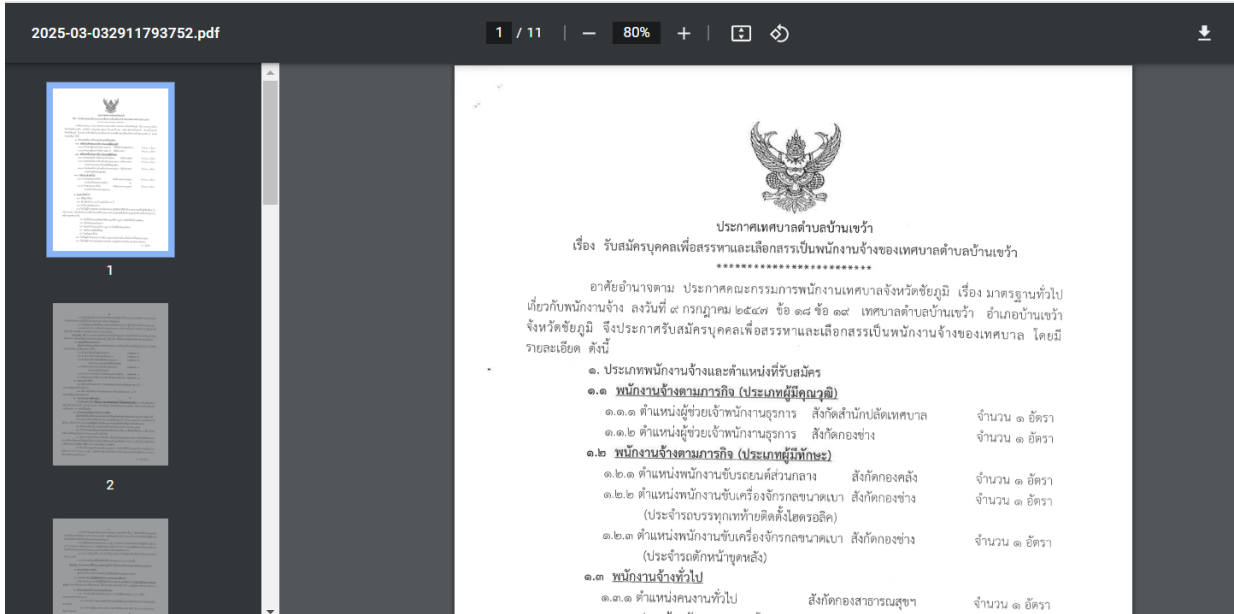 2025-03-032911793752.pdf
1 / 11
80%
ประกาศเทศบาลตำบลบ้านเขว้า
เรื่อง รับสมัครบุคคลเพื่อสรรหาและเลือกสรรเป็นพนักงานจ้างของเทศบาลตำบลบ้านเขว้า
*************************
อาศัยอำนาจตาม ประกาศคณะกรรมการพนักงานเทศบาลจังหวัดชัยภูมิ เรื่อง มาตรฐานทั่วไป
เกี่ยวกับพนักงานจ้าง ลงวันที่ ๙ กรกฎาคม ๒๕๔๗ ข้อ ๑๘ ข้อ ๑๙ เทศบาลตำบลบ้านเขว้า อำเภอบ้านเขว้า
จังหวัดชัยภูมิ จึงประกาศรับสมัครบุคคลเพื่อสรรหาและเลือกสรรเป็นพนักงานจ้างของเทศบาล โดยมี
รายละเอียด ดังนี้
๑. ประเภทพนักงานจ้างและตำแหน่งที่รับสมัคร
๑.๑ พนักงานจ้างตามภารกิจ (ประเภทผู้มีคุณวุฒิ)
๑.๑.๑ ตำแหน่งผู้ช่วยเจ้าพนักงานธุรการ สังกัดสำนักปลัดเทศบาล จำนวน ๑ อัตรา
๑.๑.๒ ตำแหน่งผู้ช่วยเจ้าพนักงานธุรการ สังกัดกองช่าง จำนวน ๑ อัตรา
๑.๒ พนักงานจ้างตามภารกิจ (ประเภทผู้มีทักษะ)
๑.๒.๑ ตำแหน่งพนักงานขับรถยนต์ส่วนกลาง สังกัดกองคลัง จำนวน ๑ อัตรา
๑.๒.๒ ตำแหน่งพนักงานขับเครื่องจักรกลขนาดเบา สังกัดกองช่าง จำนวน ๑ อัตรา
(ประจำรถบรรทุกเทท้ายติดตั้งไฮดรอลิค)
๑.๒.๓ ตำแหน่งพนักงานขับเครื่องจักรกลขนาดเบา สังกัดกองช่าง จำนวน ๑ อัตรา
(ประจำรถตักหน้าขุดหลัง)
๑.๓ พนักงานจ้างทั่วไป
๑.๓.๑ ตำแหน่งคนงานทั่วไป สังกัดกองสาธารณสุขฯ จำนวน ๑ อัตรา
1
2